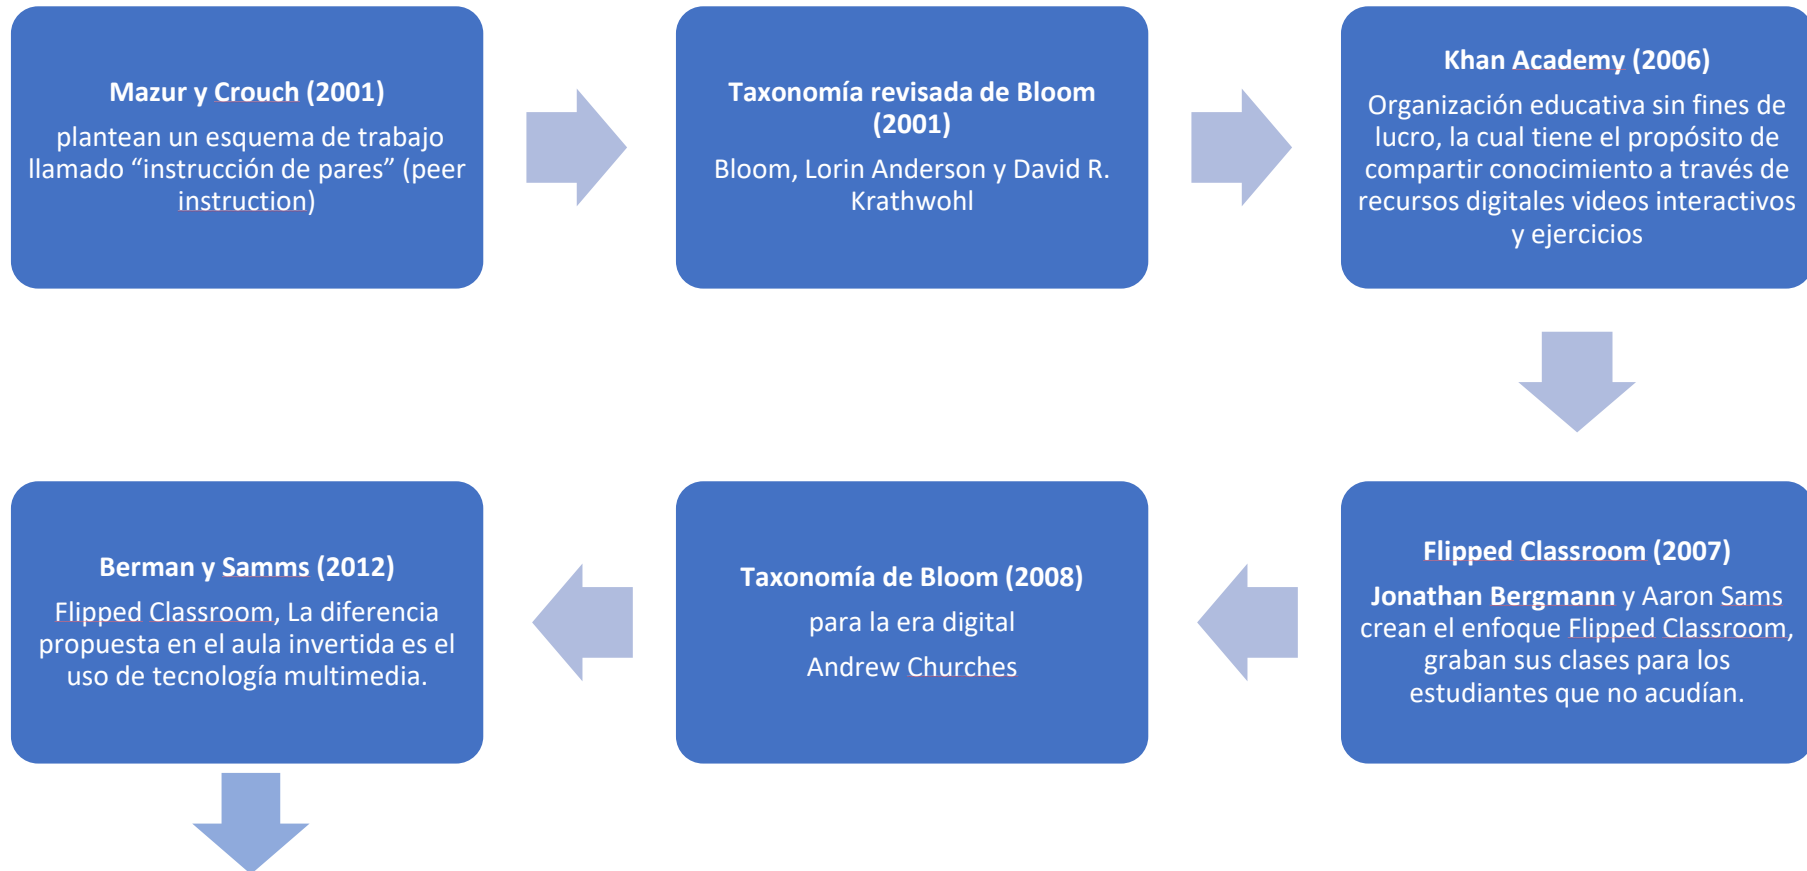 Mazur y Crouch (2001)
plantean un esquema de trabajo
llamado “instrucción de pares” (peer
instruction)
Taxonomía revisada de Bloom
(2001)
Bloom, Lorin Anderson y David R.
Krathwohl
Khan Academy (2006)
Organización educativa sin fines de
lucro, la cual tiene el propósito de
compartir conocimiento a través de
recursos digitales videos interactivos
y ejercicios
Flipped Classroom (2007)
Jonathan Bergmann y Aaron Sams
crean el enfoque Flipped Classroom,
graban sus clases para los
estudiantes que no acudían.
Taxonomía de Bloom (2008)
para la era digital
Andrew Churches
Berman y Samms (2012)
Flipped Classroom, La diferencia
propuesta en el aula invertida es el
uso de tecnología multimedia.